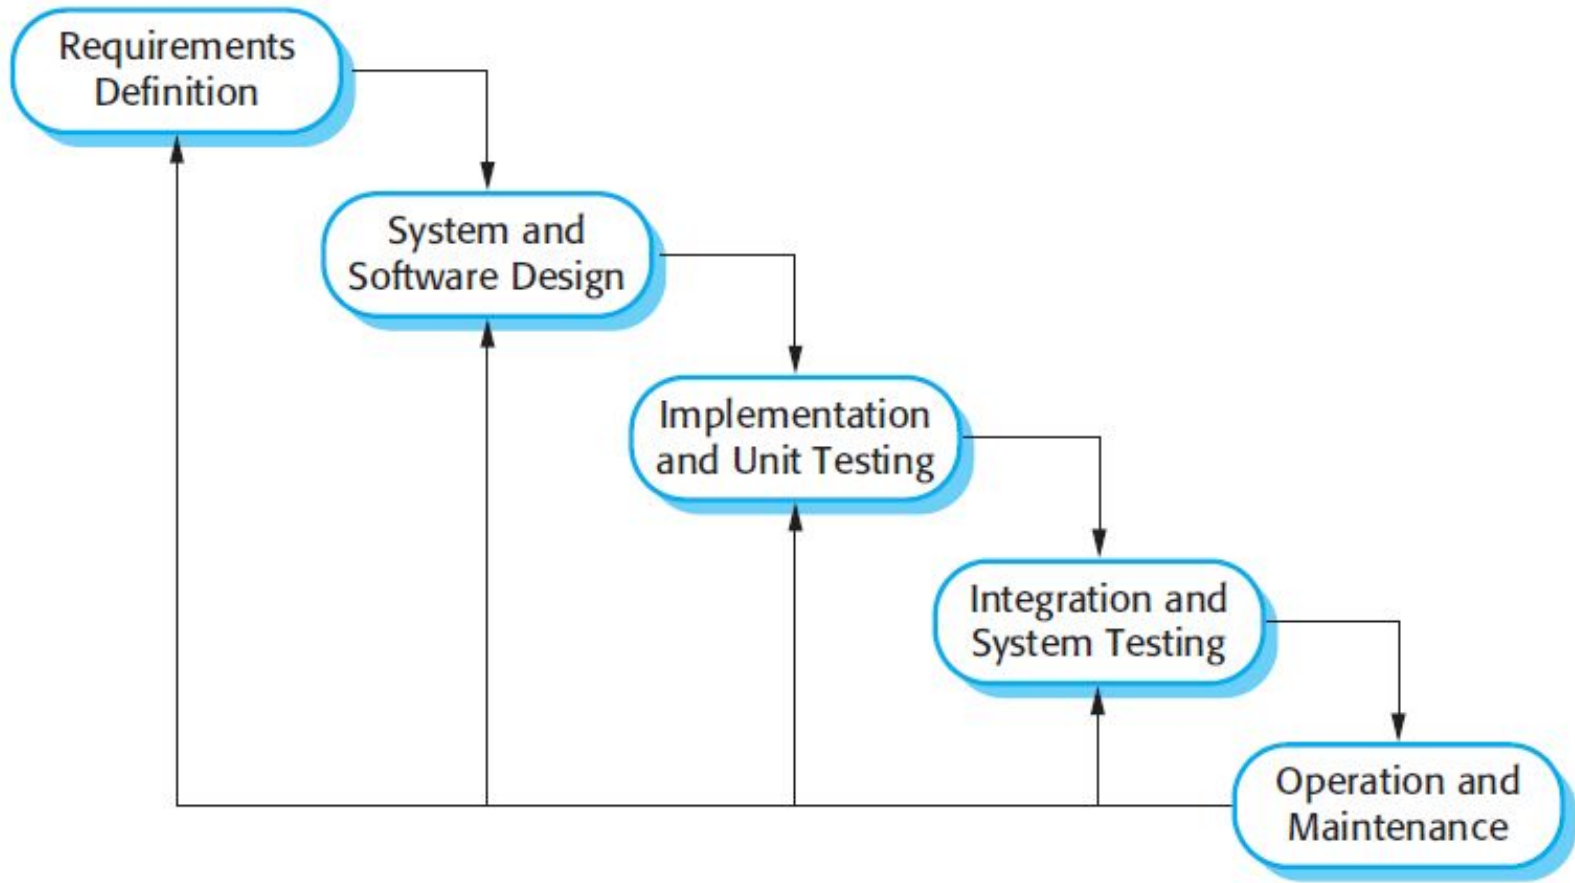 Requirements
Definition
System and
Software Design
Implementation
and Unit Testing
Integration and
System Testing
Operation and
Maintenance